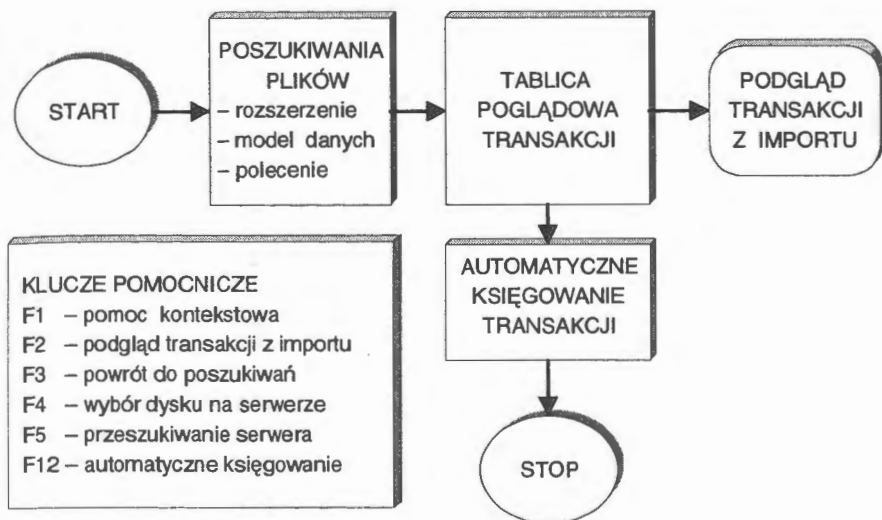 START
POSZUKIWANIA
PLIKÓW
– rozszerzenie
– model danych
– polecenie
TABLICA
POGLĄDOWA
TRANSAKCJI
PODGLĄD
TRANSAKCJI
Z IMPORTU
AUTOMATYCZNE
KSIĘGOWANIE
TRANSAKCJI
STOP
KLUCZE POMOCNICZE
F1 – pomoc kontekstowa
F2 – podgląd transakcji z importu
F3 – powrót do poszukiwań
F4 – wybór dysku na serwerze
F5 – przeszukiwanie serwera
F12 – automatyczne księgowanie